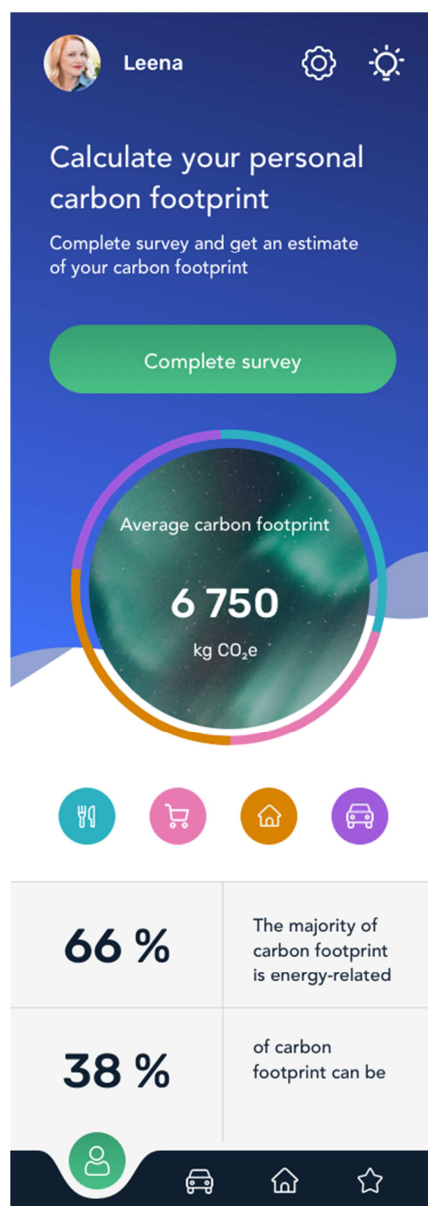 Leena
Calculate your personal
carbon footprint
Complete survey and get an estimate
of your carbon footprint
Complete survey
Average carbon footprint
6 750
kg CO₂e
66 %
The majority of
carbon footprint
is energy-related
38 %
of carbon
footprint can be